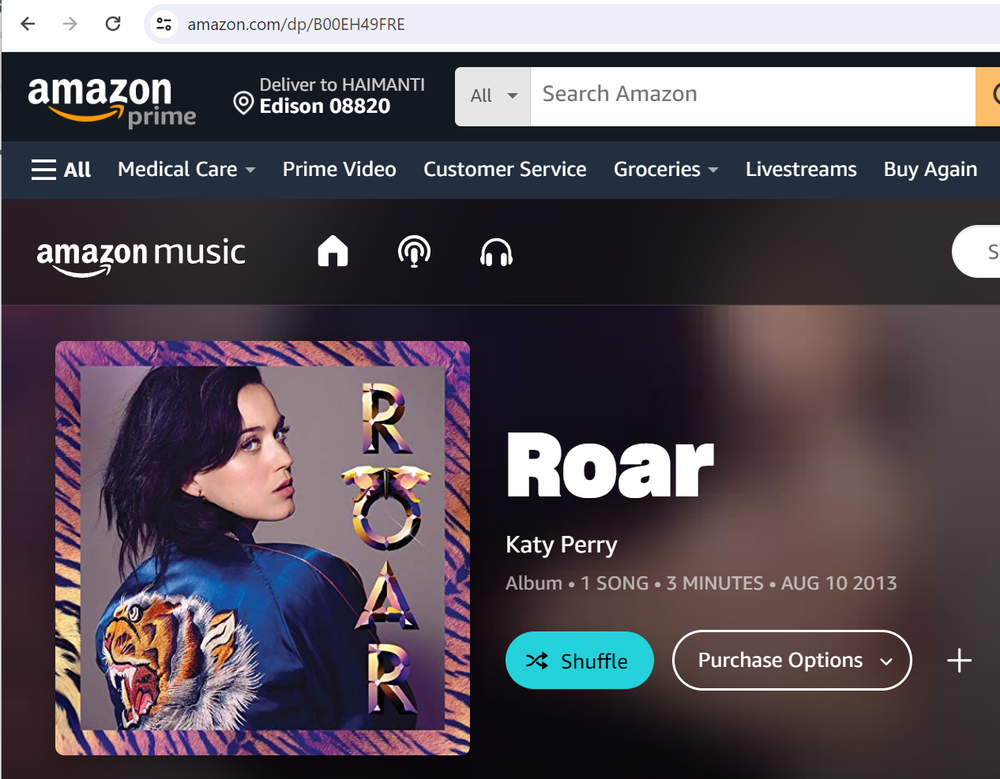 amazon.com/dp/B00EH49FRE
amazon prime
Deliver to HAIMANTI
Edison 08820
All
Search Amazon
All Medical Care Prime Video Customer Service Groceries Livestreams Buy Again
amazon music
S
ROAR
Roar
Katy Perry
Album • 1 SONG • 3 MINUTES • AUG 10 2013
Shuffle
Purchase Options